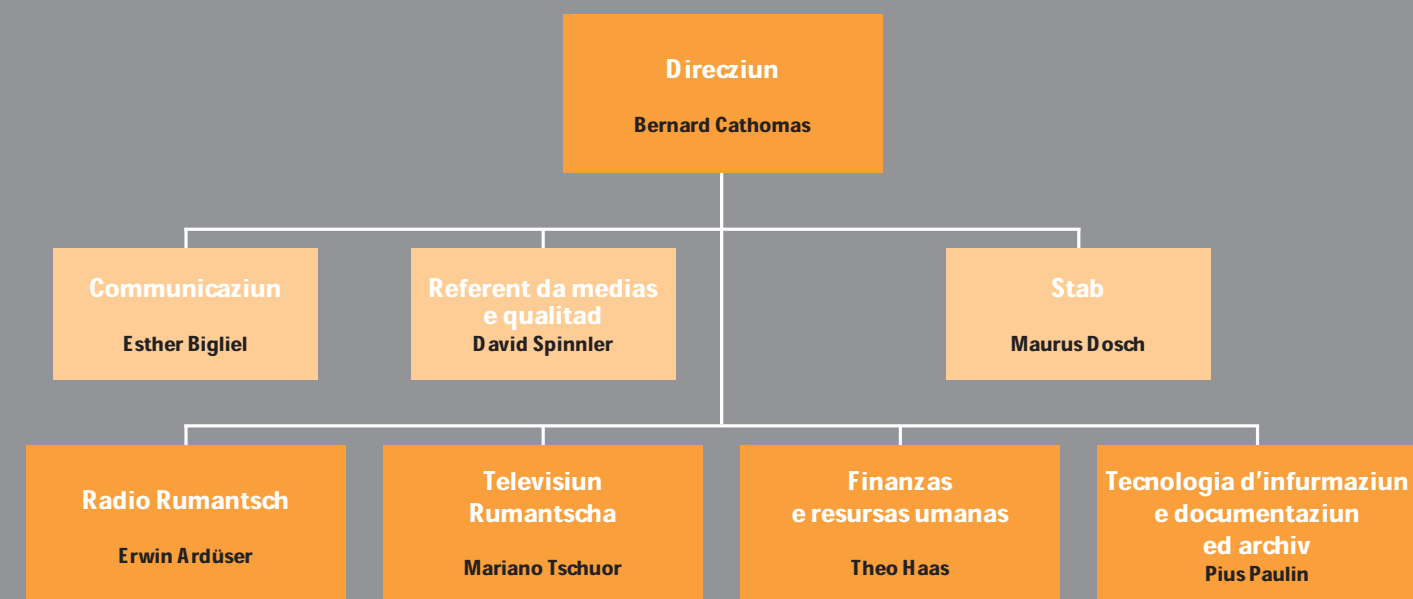 Direcziun
Bernard Cathomas
Communicaziun
Esther Bigliel
Referent da medias
e qualitad
David Spinnler
Stab
Maurus Dosch
Radio Rumantsch
Erwin Ardüser
Televisiun
Rumantscha
Mariano Tschuor
Finanzas
e resursas umanas
Theo Haas
Tecnologia d'infurmaziun
e documentaziun
ed archiv
Pius Paulin